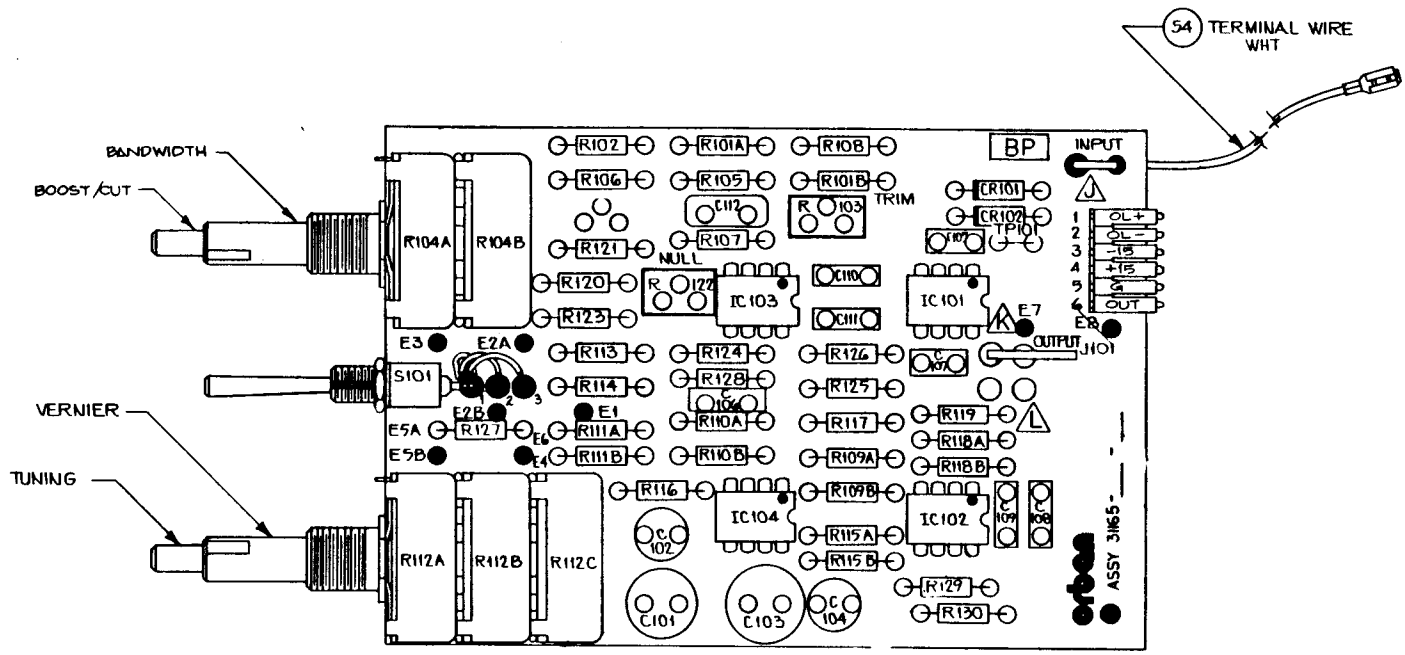 54 TERMINAL WIRE
WHT
BANDWIDTH
BOOST/CUT
VERNIER
TUNING
R102
R101A
R108
BP
INPUT
R106
R105
R101B
CR101
J
R104A
R104B
C112
R 103
TRIM
CR102
TP101
R121
R107
NULL
R120
R 122
IC103
C110
IC101
R123
C111
K
E7
1 OL+
2 OL-
3 -15
4 +15
5 G
6 OUT
E8
J101
E3
E2A
R113
R124
R126
C 107
OUTPUT
S101
1
2
3
R114
R128
R125
E2B
E1
C 106
R119
L
E5A
R127
E6
R111A
R110A
R117
R118A
E5B
E4
R111B
R110B
R109A
R118B
R116
IC104
R109B
IC102
C 109
C 108
R112A
R112B
R112C
C 102
R115A
R115B
C101
C103
C 104
R129
R130
orban
ASSY 31165-